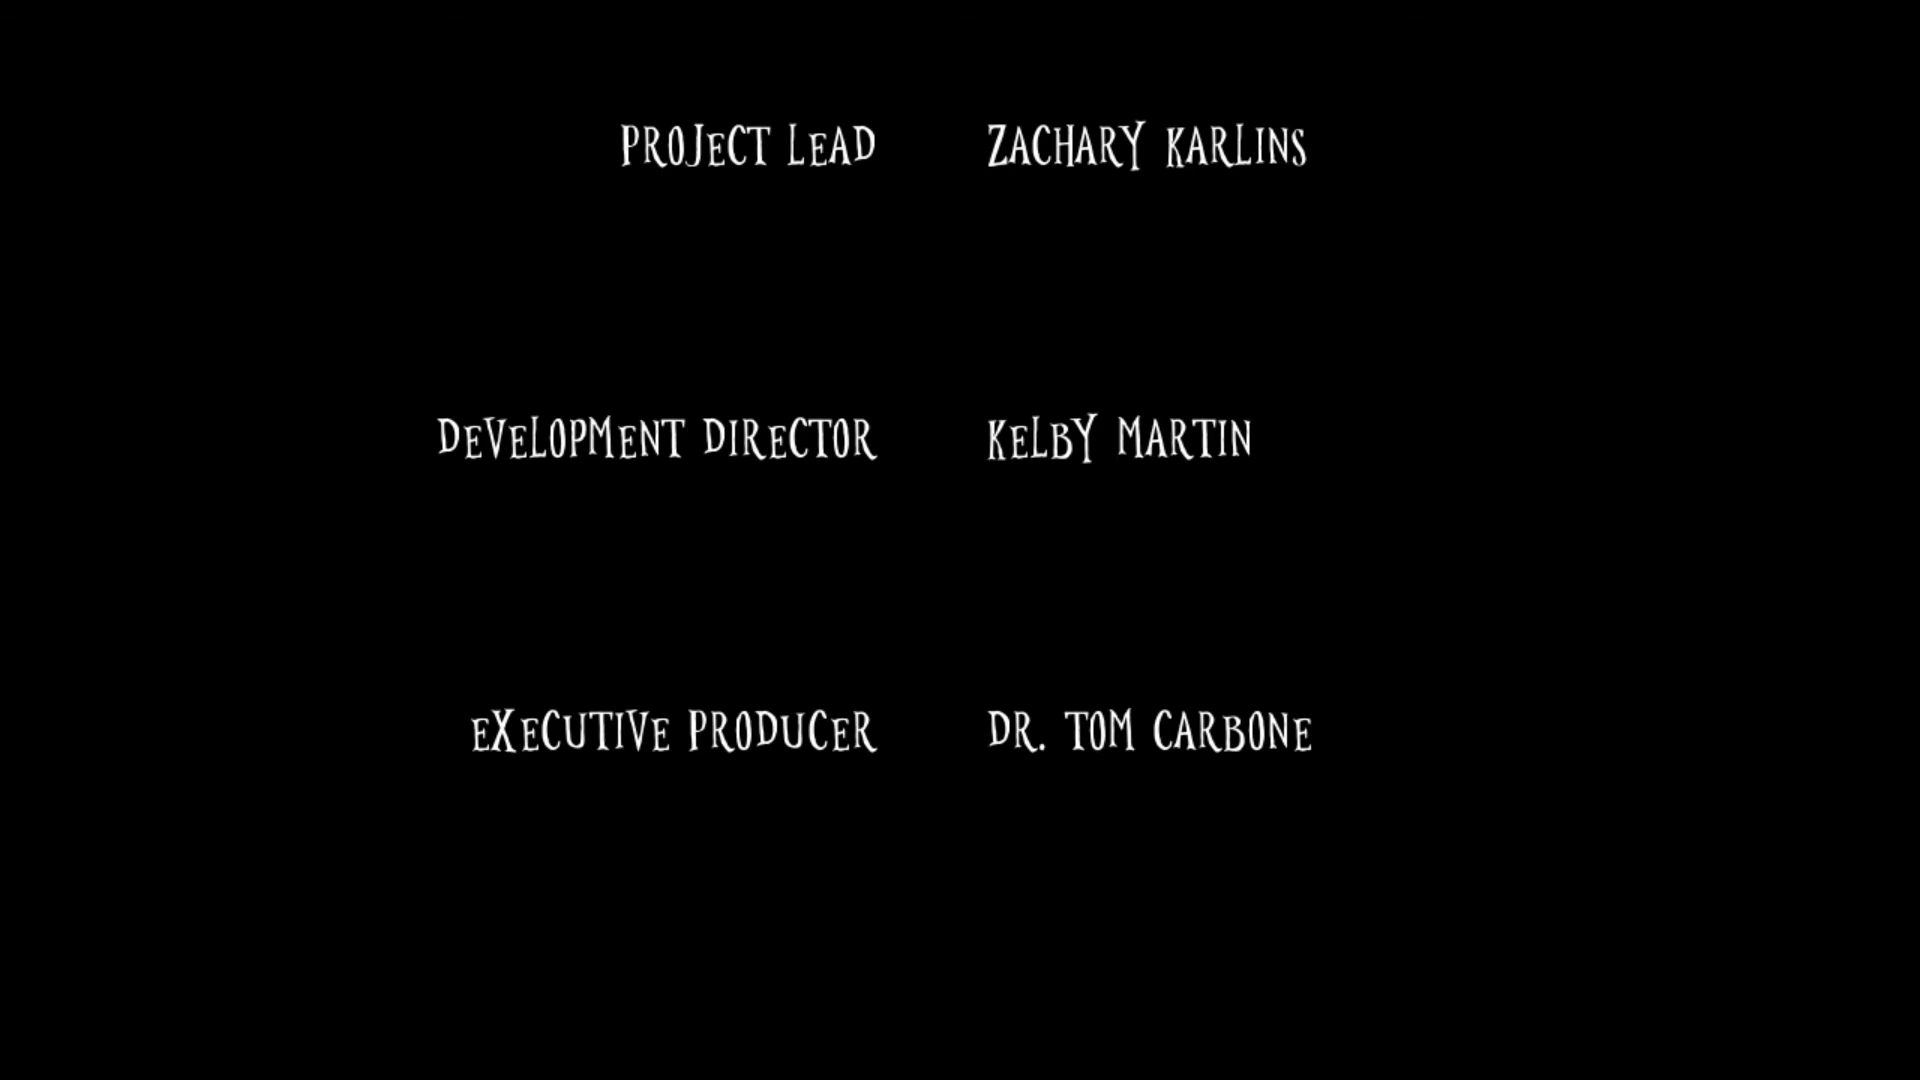 PROJECT LEAD ZACHARY KARLINS
DEVELOPMENT DIRECTOR KELBY MARTIN
EXECUTIVE PRODUCER DR. TOM CARBONE